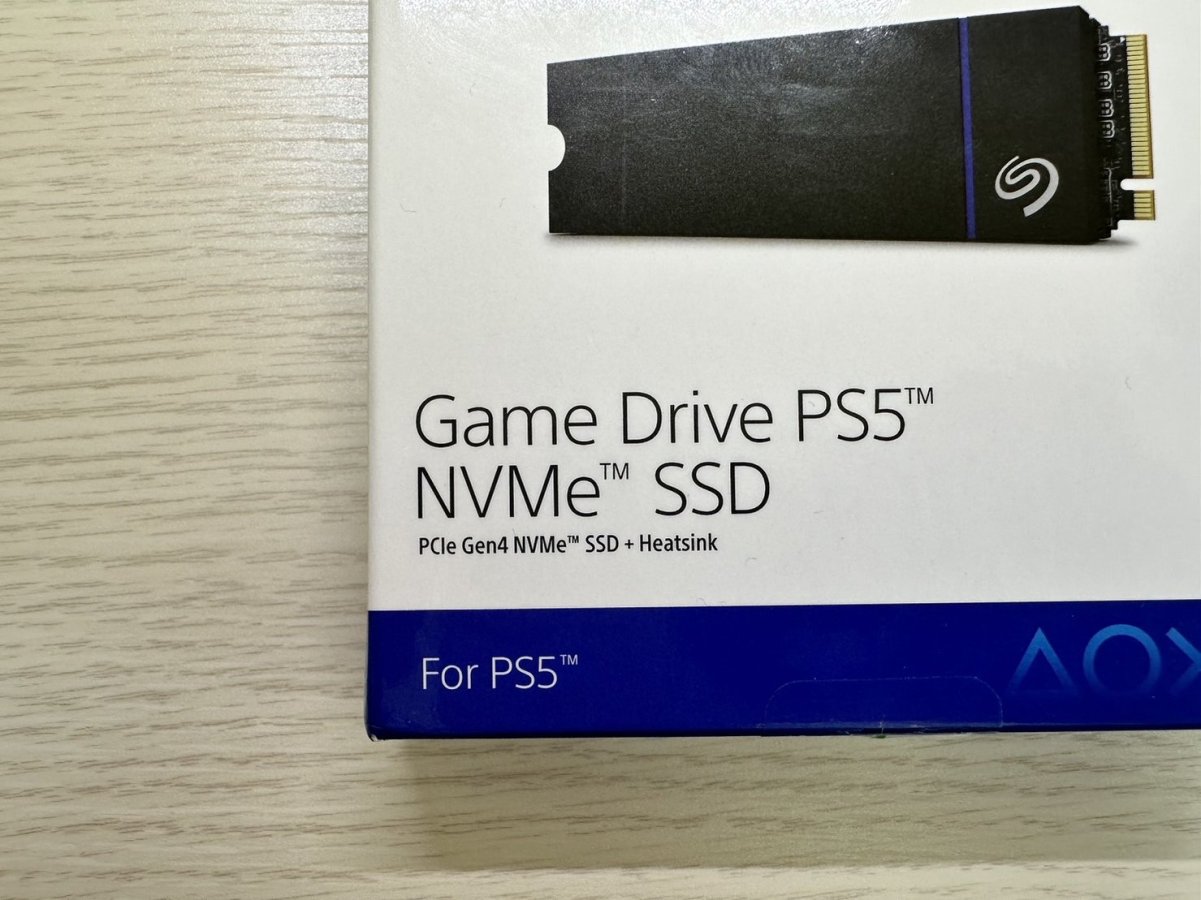 Game Drive PS5™
NVMe™ SSD
PCIe Gen4 NVMe™ SSD + Heatsink
For PS5™